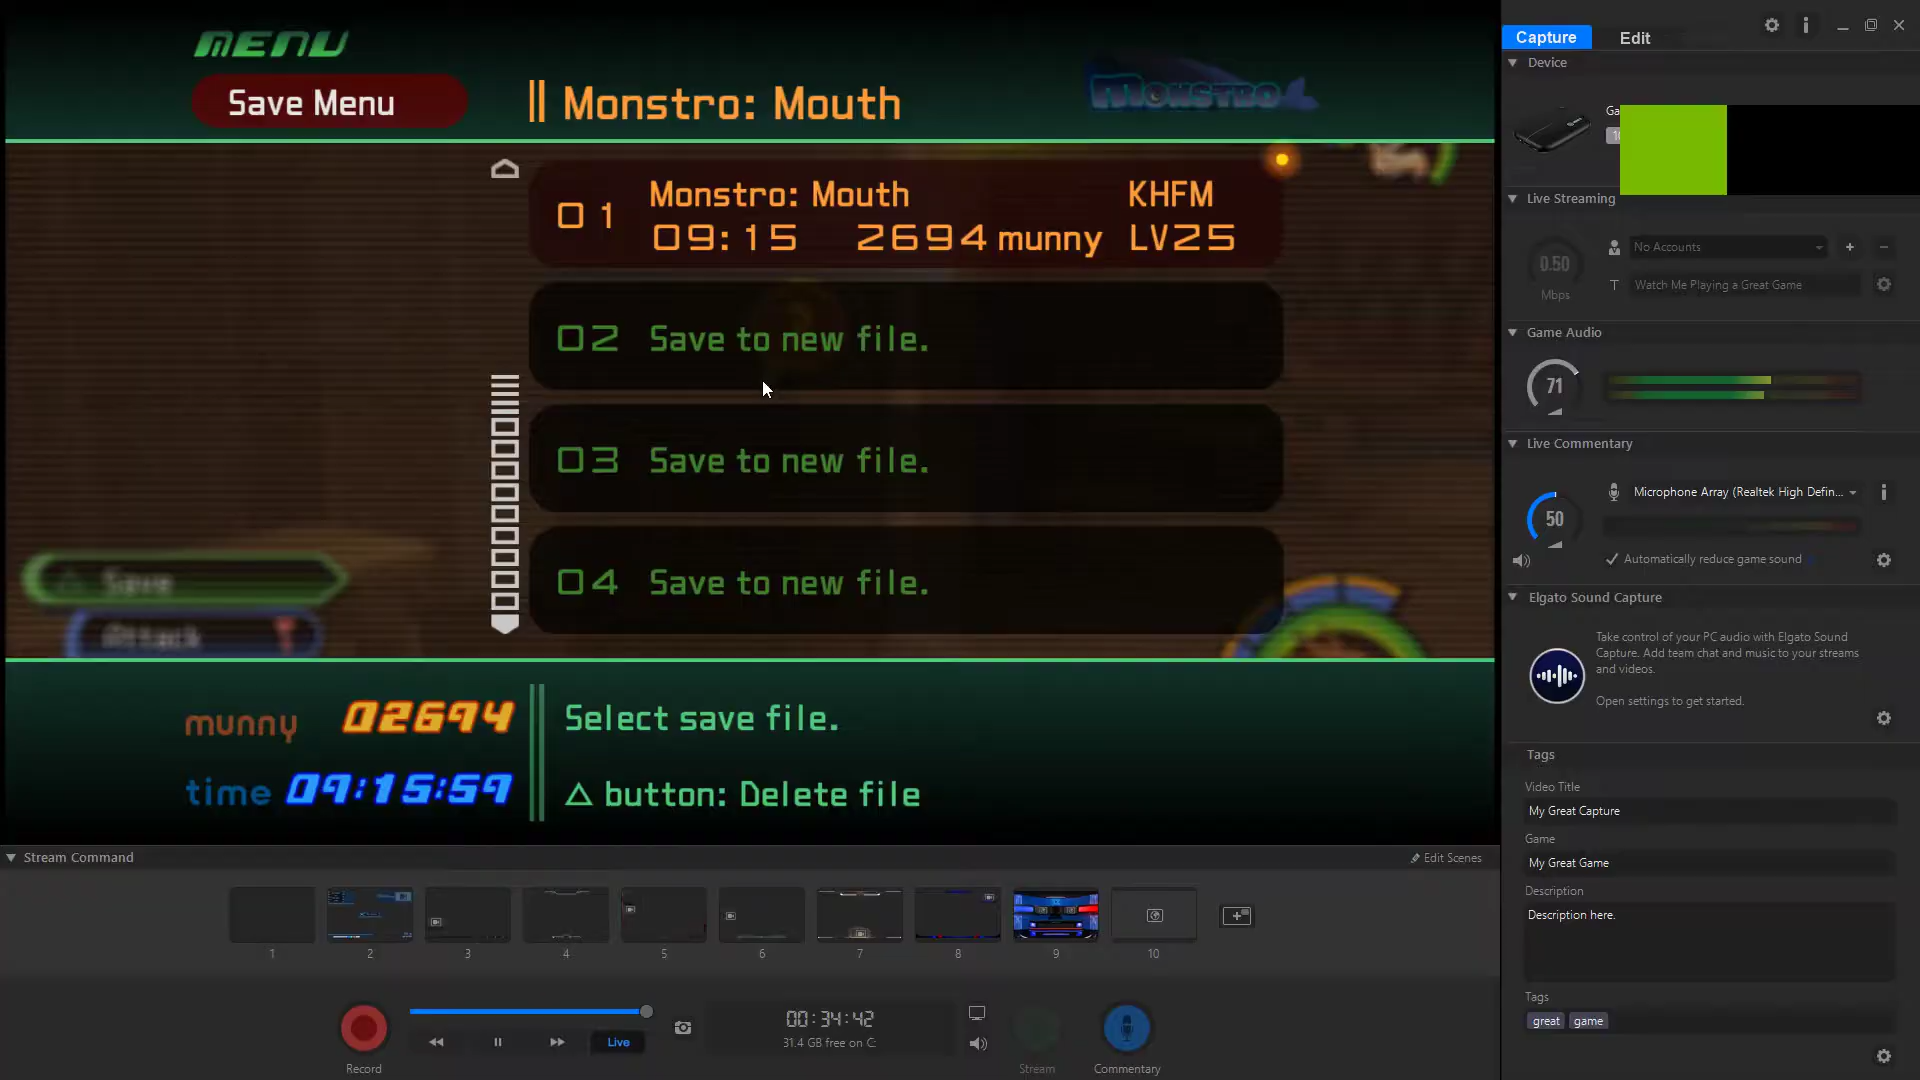 MENU
Save Menu
Monstro: Mouth
MONSTRO
01
Monstro: Mouth
KHFM
09:15 2694 munny LV25
02 Save to new file.
03 Save to new file.
04 Save to new file.
Save
Attack
munny 02694
time 09:15:59
Select save file.
△ button: Delete file
Stream Command
Edit Scenes
1 2 3 4 5 6 7 8 9 10
Record
Live
00:34:42
31.4 GB free on C:
Stream
Commentary
Capture Edit
Device
Live Streaming
0.50
Mbps
No Accounts
T Watch Me Playing a Great Game
Game Audio
71
Live Commentary
50
Microphone Array (Realtek High Defin...
Automatically reduce game sound
Elgato Sound Capture
Take control of your PC audio with Elgato Sound
Capture. Add team chat and music to your streams
and videos.
Open settings to get started.
Tags
Video Title
My Great Capture
Game
My Great Game
Description
Description here.
Tags
great game